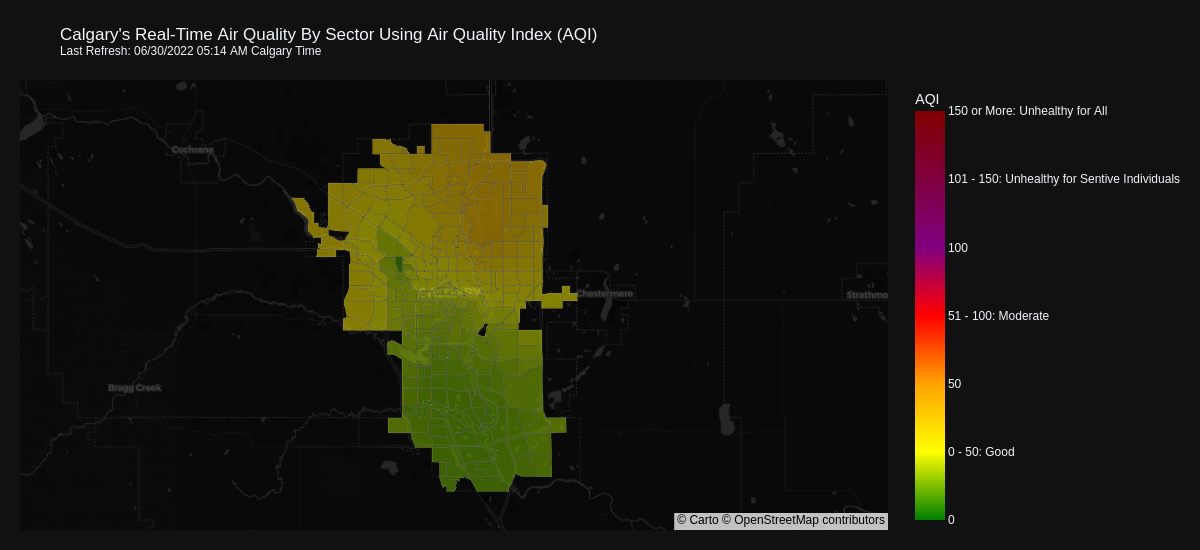 Calgary's Real-Time Air Quality By Sector Using Air Quality Index (AQI)
Last Refresh: 06/30/2022 05:14 AM Calgary Time
AQI
150 or More: Unhealthy for All
Cochrane
101 - 150: Unhealthy for Sentive Individuals
100
Chestermere
Strathmo
51 - 100: Moderate
50
Bragg Creek
0 - 50: Good
0
© Carto © OpenStreetMap contributors